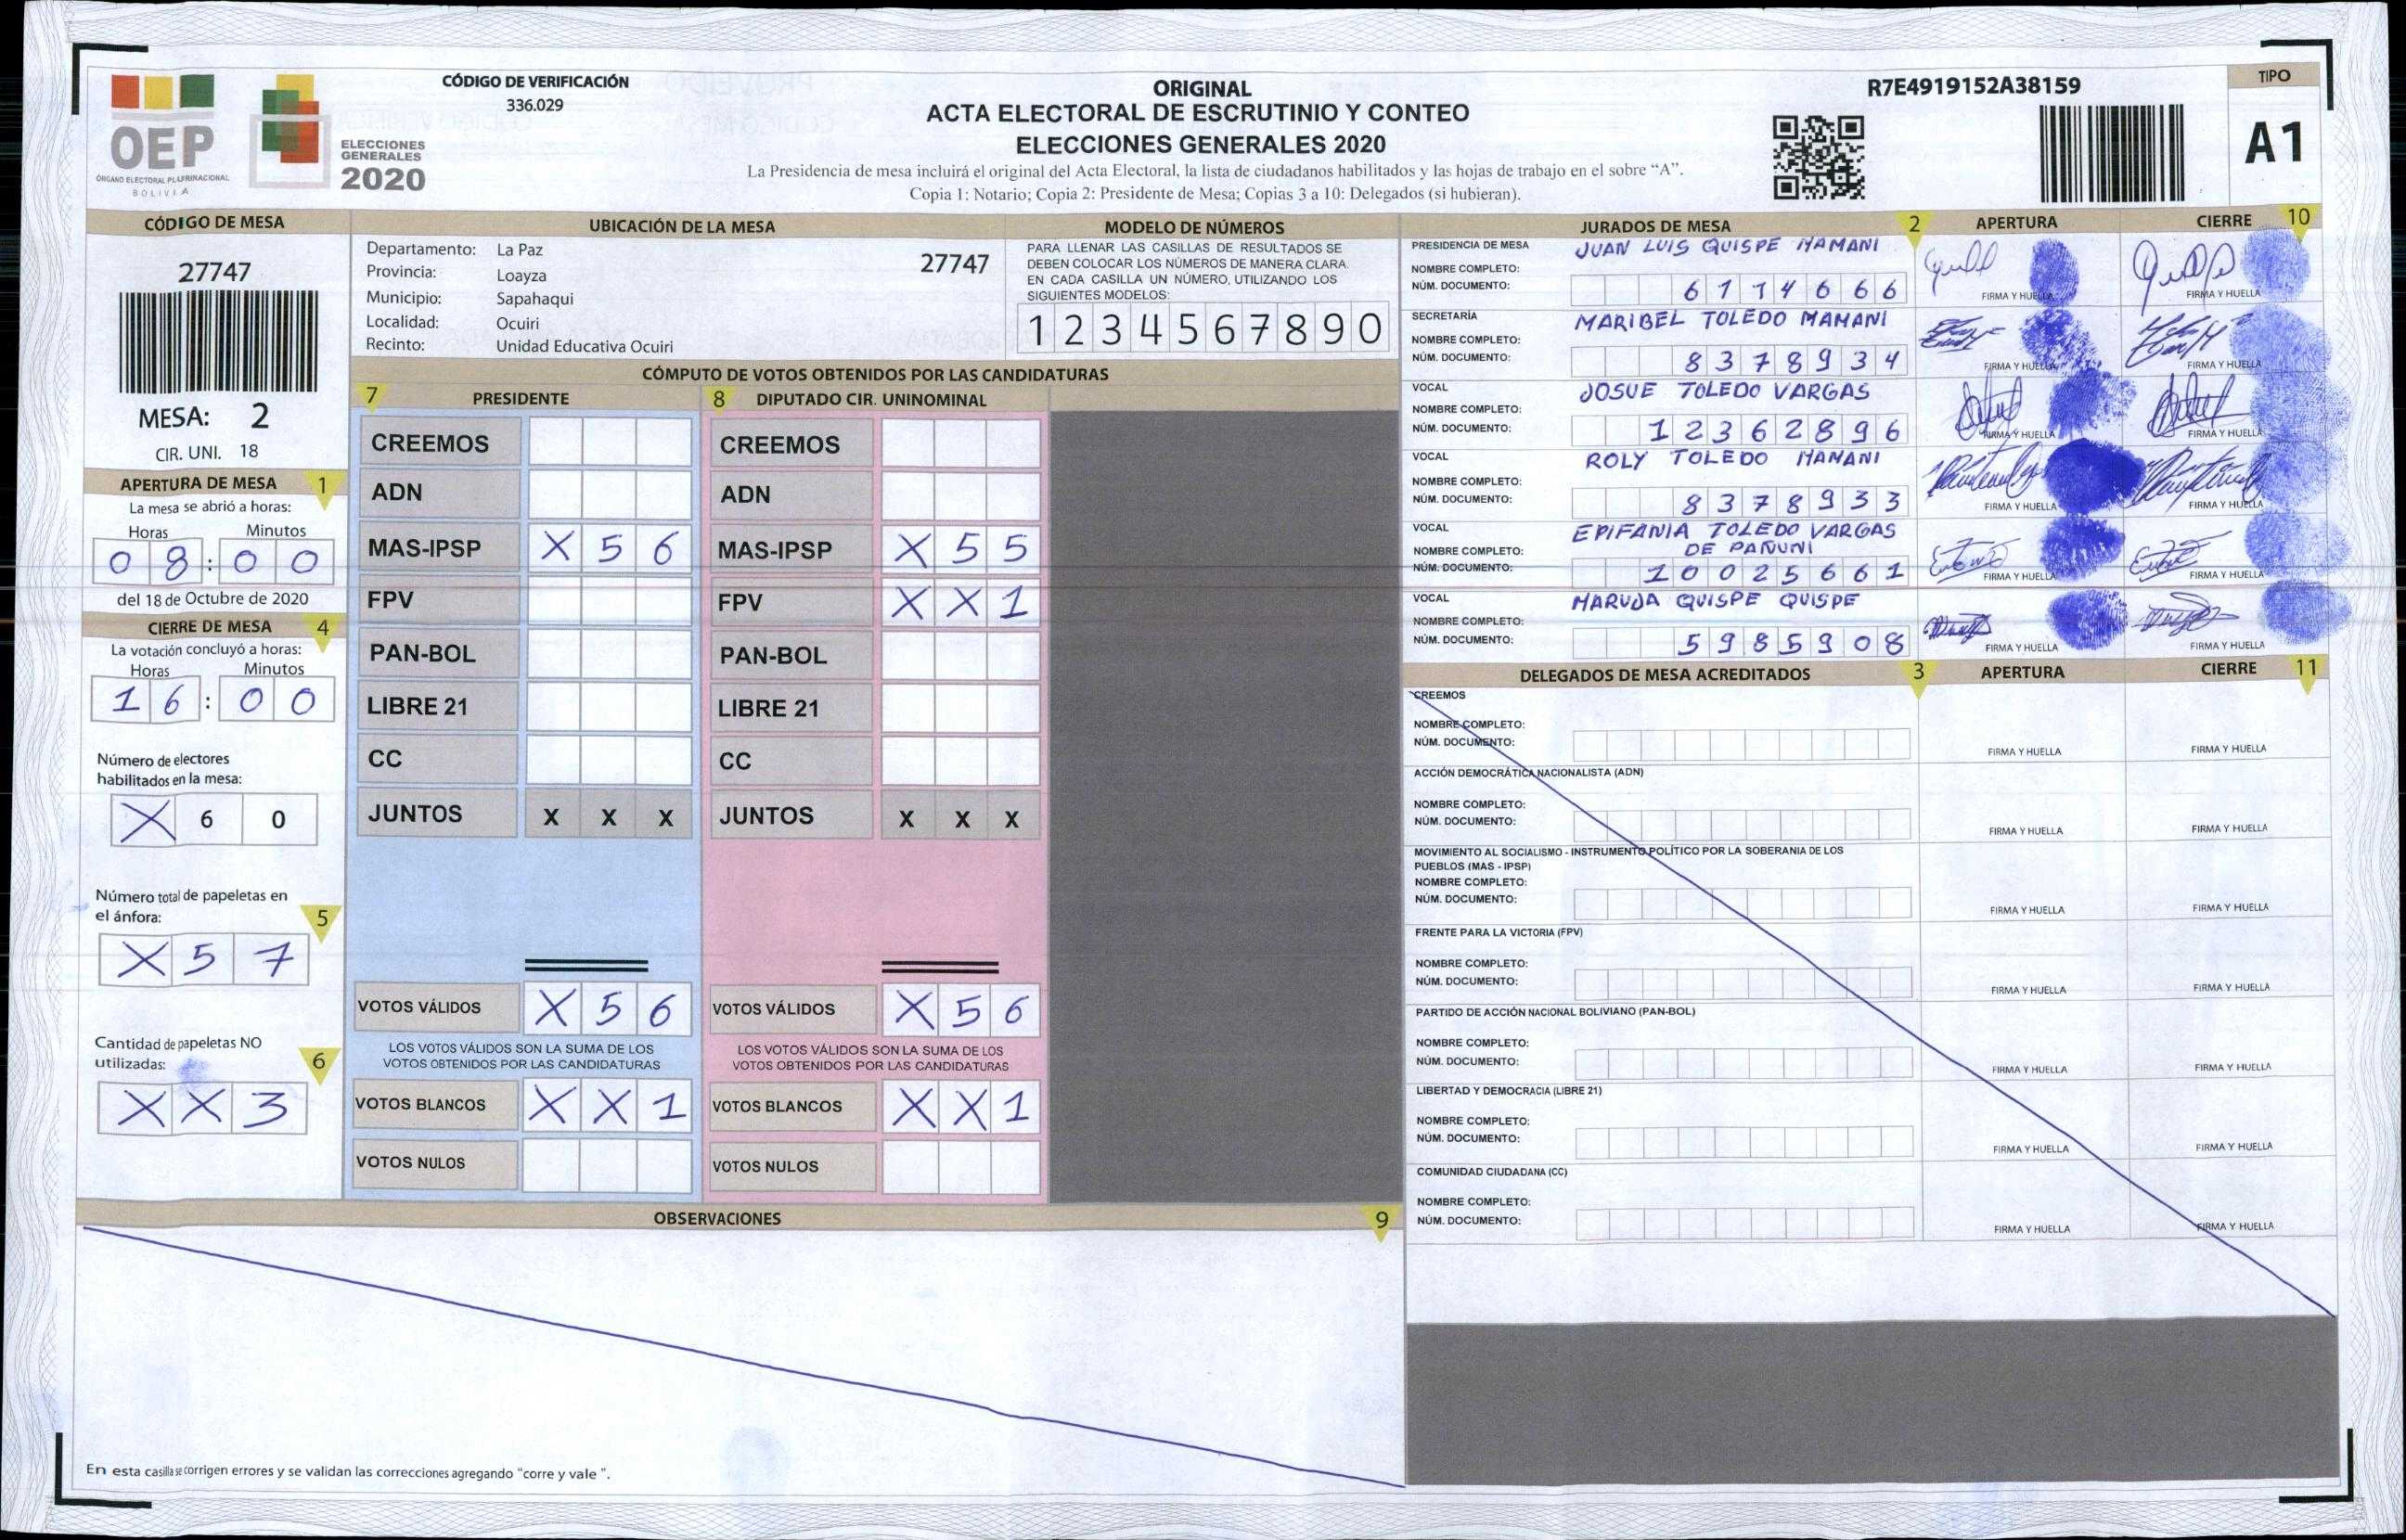 CÓDIGO DE VERIFICACIÓN
336.029
OEP
ÓRGANO ELECTORAL PLURINACIONAL
BOLIVIA
ELECCIONES
GENERALES
2020
ORIGINAL
ACTA ELECTORAL DE ESCRUTINIO Y CONTEO
ELECCIONES GENERALES 2020
La Presidencia de mesa incluirá el original del Acta Electoral, la lista de ciudadanos habilitados y las hojas de trabajo en el sobre “A”.
Copia 1: Notario; Copia 2: Presidente de Mesa; Copias 3 a 10: Delegados (si hubieran).
R7E4919152A38159
TIPO
A1
CÓDIGO DE MESA
27747
MESA: 2
CIR. UNI. 18
APERTURA DE MESA 1
La mesa se abrió a horas:
Horas Minutos
0 8 : 0 0
del 18 de Octubre de 2020
CIERRE DE MESA 4
La votación concluyó a horas:
Horas Minutos
1 6 : 0 0
Número de electores
habilitados en la mesa:
X 6 0
Número total de papeletas en
el ánfora: 5
X 5 7
Cantidad de papeletas NO
utilizadas: 6
X X 3
UBICACIÓN DE LA MESA
Departamento: La Paz
27747
Provincia: Loayza
Municipio: Sapahaqui
Localidad: Ocuiri
Recinto: Unidad Educativa Ocuiri
MODELO DE NÚMEROS
PARA LLENAR LAS CASILLAS DE RESULTADOS SE
DEBEN COLOCAR LOS NÚMEROS DE MANERA CLARA.
EN CADA CASILLA UN NÚMERO, UTILIZANDO LOS
SIGUIENTES MODELOS:
1 2 3 4 5 6 7 8 9 0
CÓMPUTO DE VOTOS OBTENIDOS POR LAS CANDIDATURAS
7 PRESIDENTE
CREEMOS
ADN
MAS-IPSP X 5 6
FPV
PAN-BOL
LIBRE 21
CC
JUNTOS X X X
VOTOS VÁLIDOS X 5 6
LOS VOTOS VÁLIDOS SON LA SUMA DE LOS
VOTOS OBTENIDOS POR LAS CANDIDATURAS
VOTOS BLANCOS X X 1
VOTOS NULOS
8 DIPUTADO CIR. UNINOMINAL
CREEMOS
ADN
MAS-IPSP X 5 5
FPV X X 1
PAN-BOL
LIBRE 21
CC
JUNTOS X X X
VOTOS VÁLIDOS X 5 6
LOS VOTOS VÁLIDOS SON LA SUMA DE LOS
VOTOS OBTENIDOS POR LAS CANDIDATURAS
VOTOS BLANCOS X X 1
VOTOS NULOS
OBSERVACIONES 9
En esta casilla se corrigen errores y se validan las correcciones agregando “corre y vale ”.
JURADOS DE MESA 2 APERTURA CIERRE 10
PRESIDENCIA DE MESA JUAN LUIS QUISPE MAMANI
NOMBRE COMPLETO:
NÚM. DOCUMENTO: 6114666
FIRMA Y HUELLA FIRMA Y HUELLA
SECRETARÍA MARIBEL TOLEDO MAMANI
NOMBRE COMPLETO:
NÚM. DOCUMENTO: 8378934
FIRMA Y HUELLA FIRMA Y HUELLA
VOCAL JOSUE TOLEDO VARGAS
NOMBRE COMPLETO:
NÚM. DOCUMENTO: 12362896
FIRMA Y HUELLA FIRMA Y HUELLA
VOCAL ROLY TOLEDO MAMANI
NOMBRE COMPLETO:
NÚM. DOCUMENTO: 8378933
FIRMA Y HUELLA FIRMA Y HUELLA
VOCAL EPIFANIA TOLEDO VARGAS
NOMBRE COMPLETO: DE PAÑUNI
NÚM. DOCUMENTO: 10025661
FIRMA Y HUELLA FIRMA Y HUELLA
VOCAL MARUJA QUISPE QUISPE
NOMBRE COMPLETO:
NÚM. DOCUMENTO: 5985908
FIRMA Y HUELLA FIRMA Y HUELLA
DELEGADOS DE MESA ACREDITADOS 3 APERTURA CIERRE 11
CREEMOS
NOMBRE COMPLETO:
NÚM. DOCUMENTO:
FIRMA Y HUELLA FIRMA Y HUELLA
ACCIÓN DEMOCRÁTICA NACIONALISTA (ADN)
NOMBRE COMPLETO:
NÚM. DOCUMENTO:
FIRMA Y HUELLA FIRMA Y HUELLA
MOVIMIENTO AL SOCIALISMO - INSTRUMENTO POLÍTICO POR LA SOBERANIA DE LOS
PUEBLOS (MAS - IPSP)
NOMBRE COMPLETO:
NÚM. DOCUMENTO:
FIRMA Y HUELLA FIRMA Y HUELLA
FRENTE PARA LA VICTORIA (FPV)
NOMBRE COMPLETO:
NÚM. DOCUMENTO:
FIRMA Y HUELLA FIRMA Y HUELLA
PARTIDO DE ACCIÓN NACIONAL BOLIVIANO (PAN-BOL)
NOMBRE COMPLETO:
NÚM. DOCUMENTO:
FIRMA Y HUELLA FIRMA Y HUELLA
LIBERTAD Y DEMOCRACIA (LIBRE 21)
NOMBRE COMPLETO:
NÚM. DOCUMENTO:
FIRMA Y HUELLA FIRMA Y HUELLA
COMUNIDAD CIUDADANA (CC)
NOMBRE COMPLETO:
NÚM. DOCUMENTO:
FIRMA Y HUELLA FIRMA Y HUELLA